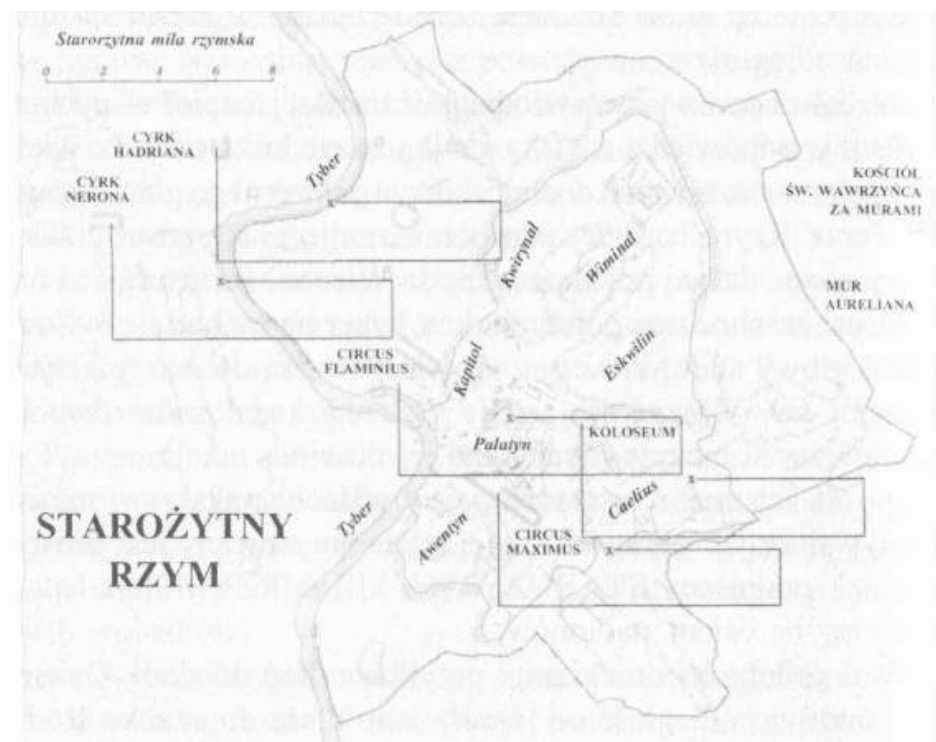 Starorzytna mila rzymska
0 2 4 6 8
CYRK
HADRIANA
CYRK
NERONA
Tyber
KOŚCIÓŁ
ŚW. WAWRZYŃCA
ZA MURAMI
Kwirynał
Wiminal
MUR
AURELIANA
CIRCUS
FLAMINIUS
Kapitol
Eskwilin
Palatyn
KOLOSEUM
Caelius
Tyber
Awentyn
CIRCUS
MAXIMUS
STAROŻYTNY
RZYM